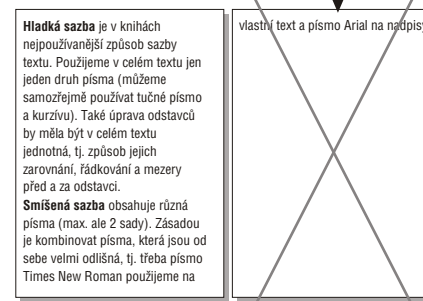 Hladká sazba je v knihách
nejpoužívanější způsob sazby
textu. Použijeme v celém textu jen
jeden druh písma (můžeme
samozřejmě používat tučné písmo
a kurzívu). Také úprava odstavců
by měla být v celém textu
jednotná, tj. způsob jejich
zarovnání, řádkování a mezery
před a za odstavci.
Smíšená sazba obsahuje různá
písma (max. ale 2 sady). Zásadou
je kombinovat písma, která jsou od
sebe velmi odlišná, tj. třeba písmo
Times New Roman použijeme na
vlastní text a písmo Arial na nadpisy